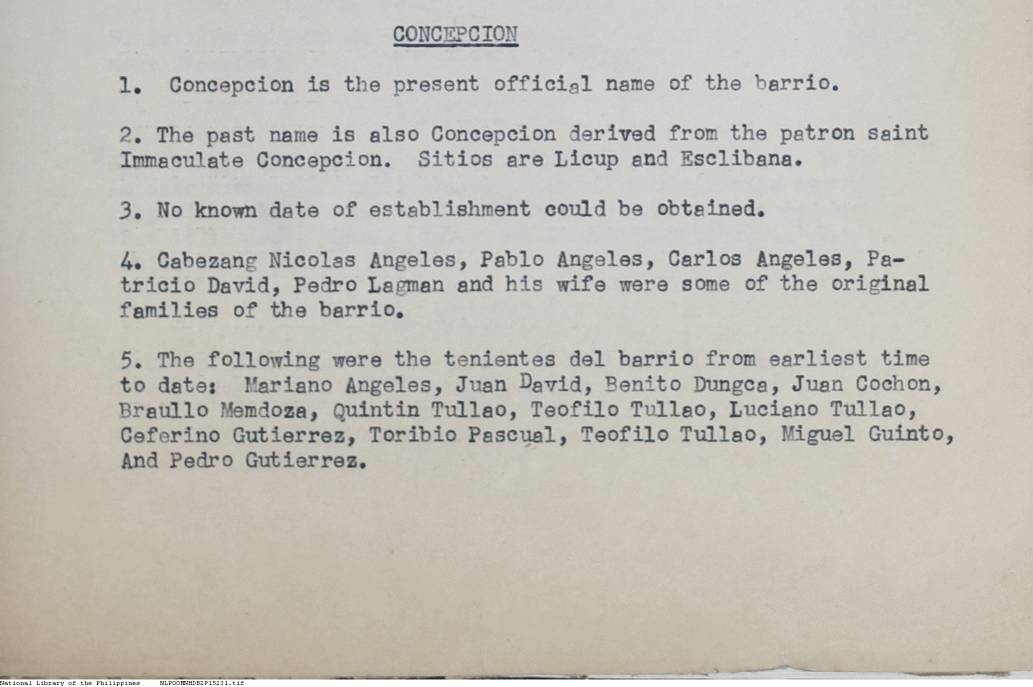 CONCEPCION
1. Concepcion is the present official name of the barrio.
2. The past name is also Concepcion derived from the patron saint
Immaculate Concepcion. Sitios are Licup and Esclibana.
3. No known date of establishment could be obtained.
4. Cabezang Nicolas Angeles, Pablo Angeles, Carlos Angeles, Pa-
tricio David, Pedro Lagman and his wife were some of the original
families of the barrio.
5. The following were the tenientes del barrio from earliest time
to date: Mariano Angeles, Juan David, Benito Dungca, Juan Cochon,
Braullo Memdoza, Quintin Tullao, Teofilo Tullao, Luciano Tullao,
Ceferino Gutierrez, Toribio Pascual, Teofilo Tullao, Miguel Guinto,
And Pedro Gutierrez.
National Library of the Philippines NLPOOMNHDB2P15231.tif